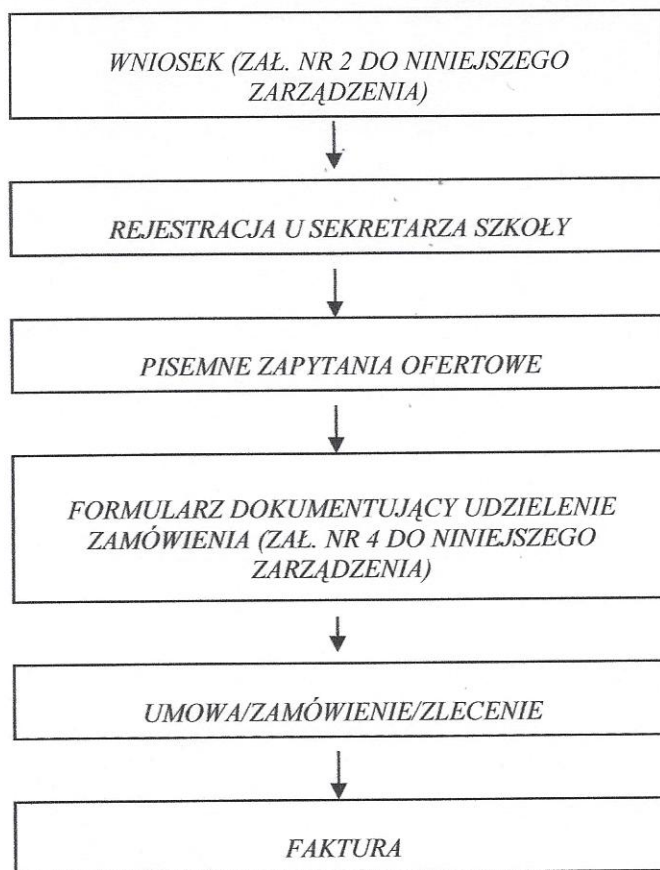 WNIOSEK (ZAŁ. NR 2 DO NINIEJSZEGO
ZARZĄDZENIA)
REJESTRACJA U SEKRETARZA SZKOŁY
PISEMNE ZAPYTANIA OFERTOWE
FORMULARZ DOKUMENTUJĄCY UDZIELENIE
ZAMÓWIENIA (ZAŁ. NR 4 DO NINIEJSZEGO
ZARZĄDZENIA)
UMOWA/ZAMÓWIENIE/ZLECENIE
FAKTURA